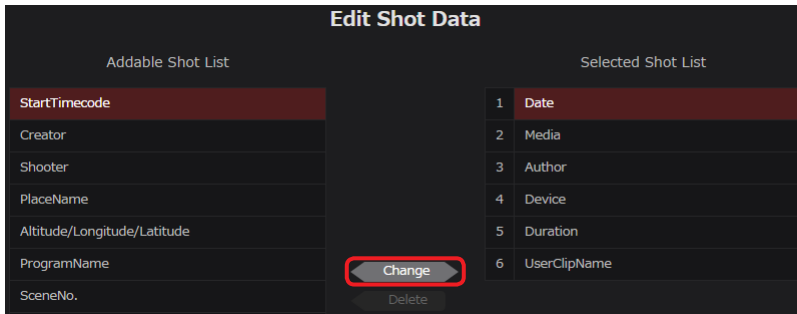 Edit Shot Data
Addable Shot List
Selected Shot List
StartTimecode
1 Date
Creator
2 Media
Shooter
3 Author
PlaceName
4 Device
Altitude/Longitude/Latitude
5 Duration
ProgramName
Change
6 UserClipName
SceneNo.
Delete